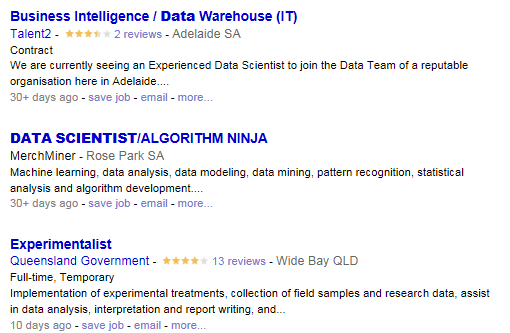 Business Intelligence / Data Warehouse (IT)
Talent2 - 2 reviews - Adelaide SA
Contract
We are currently seeing an Experienced Data Scientist to join the Data Team of a reputable
organisation here in Adelaide....
30+ days ago - save job - email - more...
DATA SCIENTIST/ALGORITHM NINJA
MerchMiner - Rose Park SA
Machine learning, data analysis, data modeling, data mining, pattern recognition, statistical
analysis and algorithm development....
30+ days ago - save job - email - more...
Experimentalist
Queensland Government - 13 reviews - Wide Bay QLD
Full-time, Temporary
Implementation of experimental treatments, collection of field samples and research data, assist
in data analysis, interpretation and report writing, and...
10 days ago - save job - email - more...